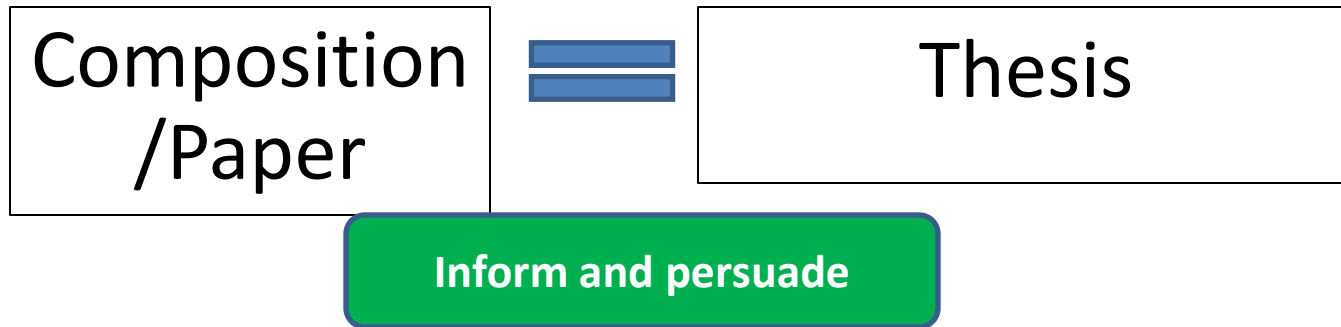 Composition
/Paper
Thesis
Inform and persuade